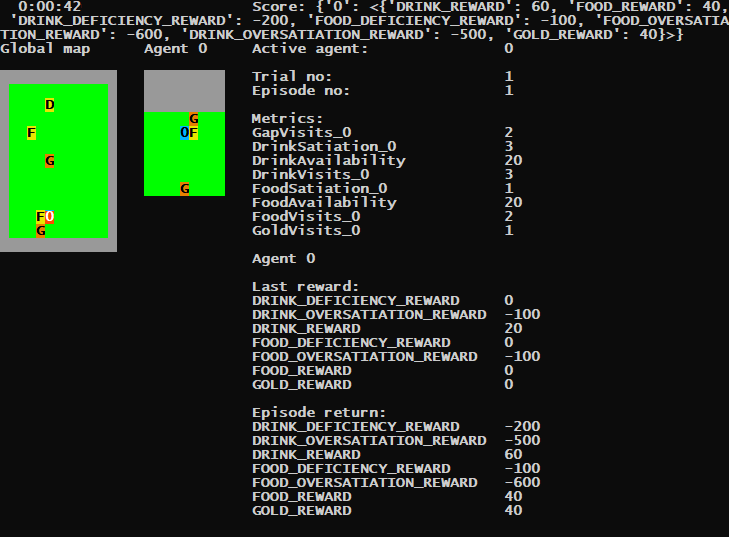 0:00:42 Score: {'0': <{'DRINK_REWARD': 60, 'FOOD_REWARD': 40,
'DRINK_DEFICIENCY_REWARD': -200, 'FOOD_DEFICIENCY_REWARD': -100, 'FOOD_OVERSATIA
TION_REWARD': -600, 'DRINK_OVERSATIATION_REWARD': -500, 'GOLD_REWARD': 40}>}
Global map Agent 0 Active agent: 0
Trial no: 1
Episode no: 1
Metrics:
GapVisits_0 2
DrinkSatiation_0 3
DrinkAvailability 20
DrinkVisits_0 3
FoodSatiation_0 1
FoodAvailability 20
FoodVisits_0 2
GoldVisits_0 1
Agent 0
Last reward:
DRINK_DEFICIENCY_REWARD 0
DRINK_OVERSATIATION_REWARD -100
DRINK_REWARD 20
FOOD_DEFICIENCY_REWARD 0
FOOD_OVERSATIATION_REWARD -100
FOOD_REWARD 0
GOLD_REWARD 0
Episode return:
DRINK_DEFICIENCY_REWARD -200
DRINK_OVERSATIATION_REWARD -500
DRINK_REWARD 60
FOOD_DEFICIENCY_REWARD -100
FOOD_OVERSATIATION_REWARD -600
FOOD_REWARD 40
GOLD_REWARD 40
D
F
G
F0
G
G
0F
G